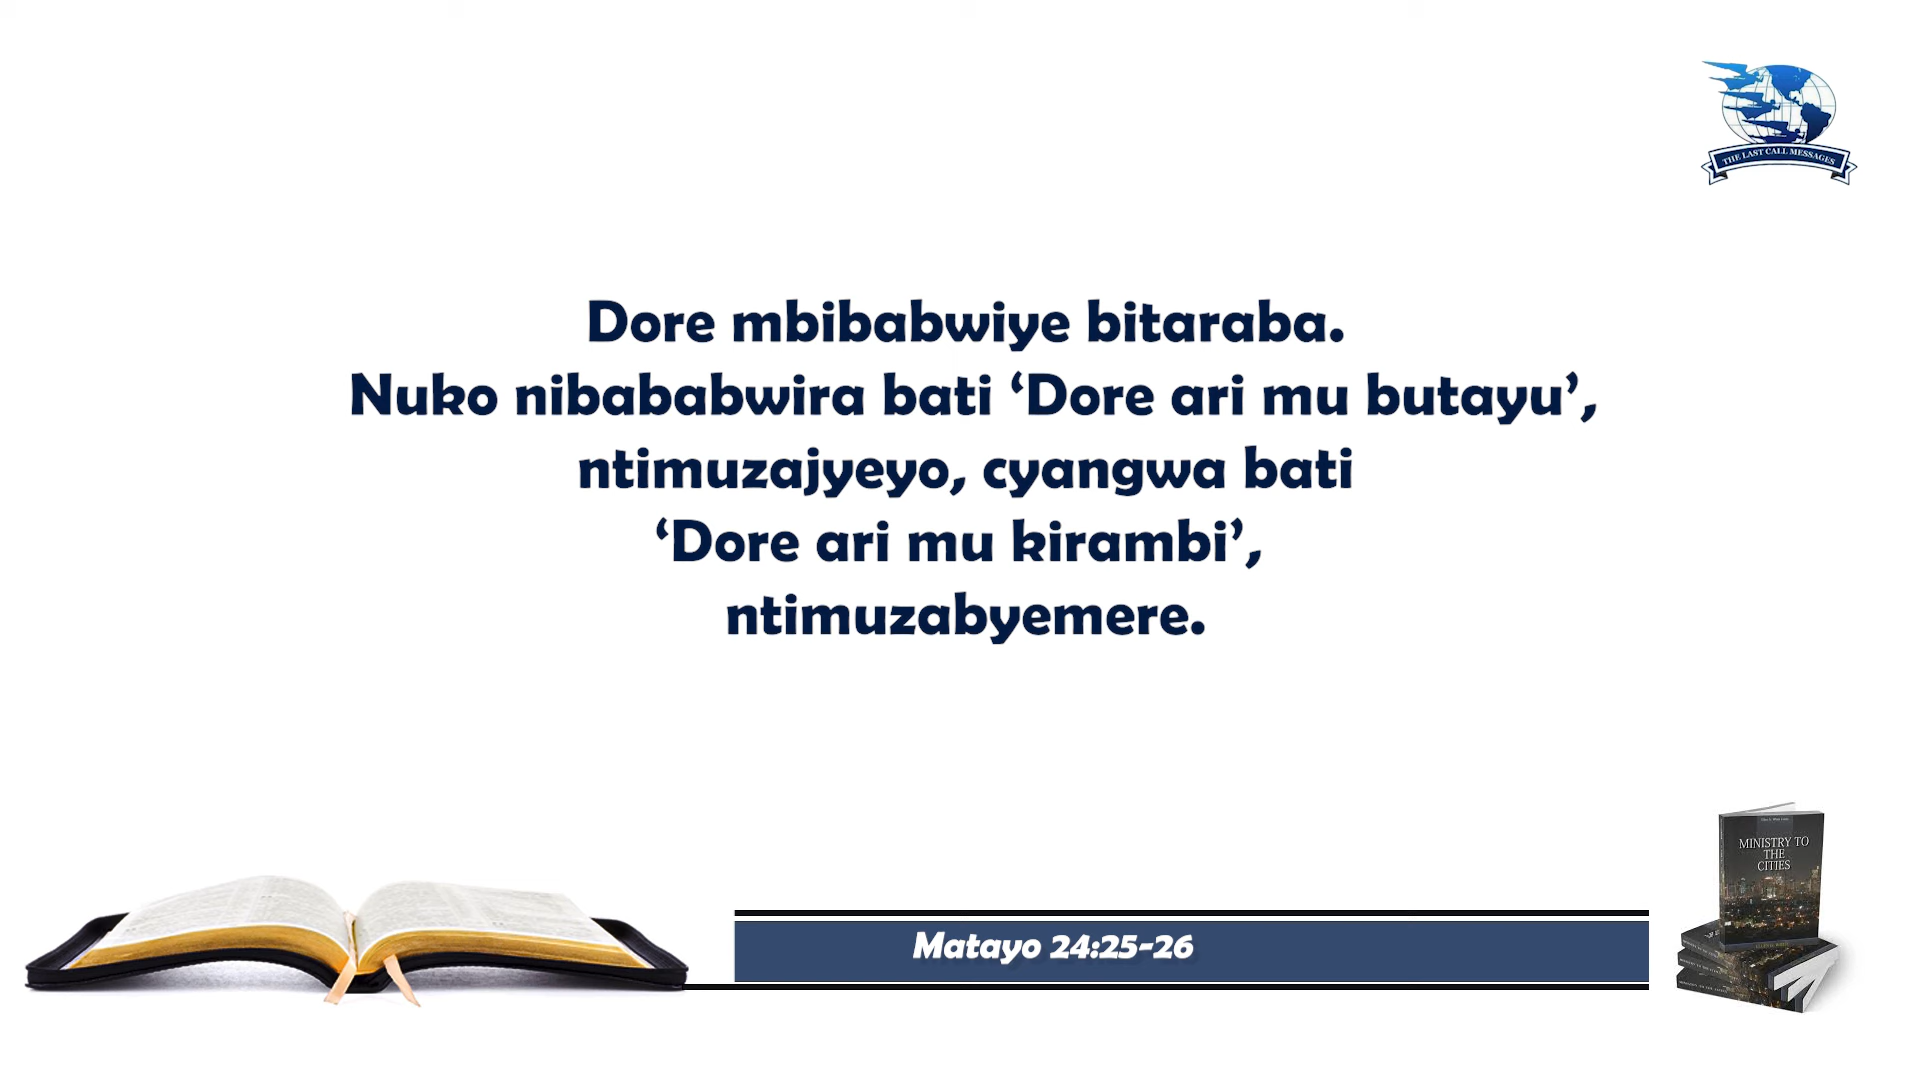 THE LAST CALL MESSAGES
Dore mbibabwiye bitaraba.
Nuko nibababwira bati ‘Dore ari mu butayu’,
ntimuzajyeyo, cyangwa bati
‘Dore ari mu kirambi’,
ntimuzabyemere.
Matayo 24:25-26
MINISTRY TO
THE
CITIES